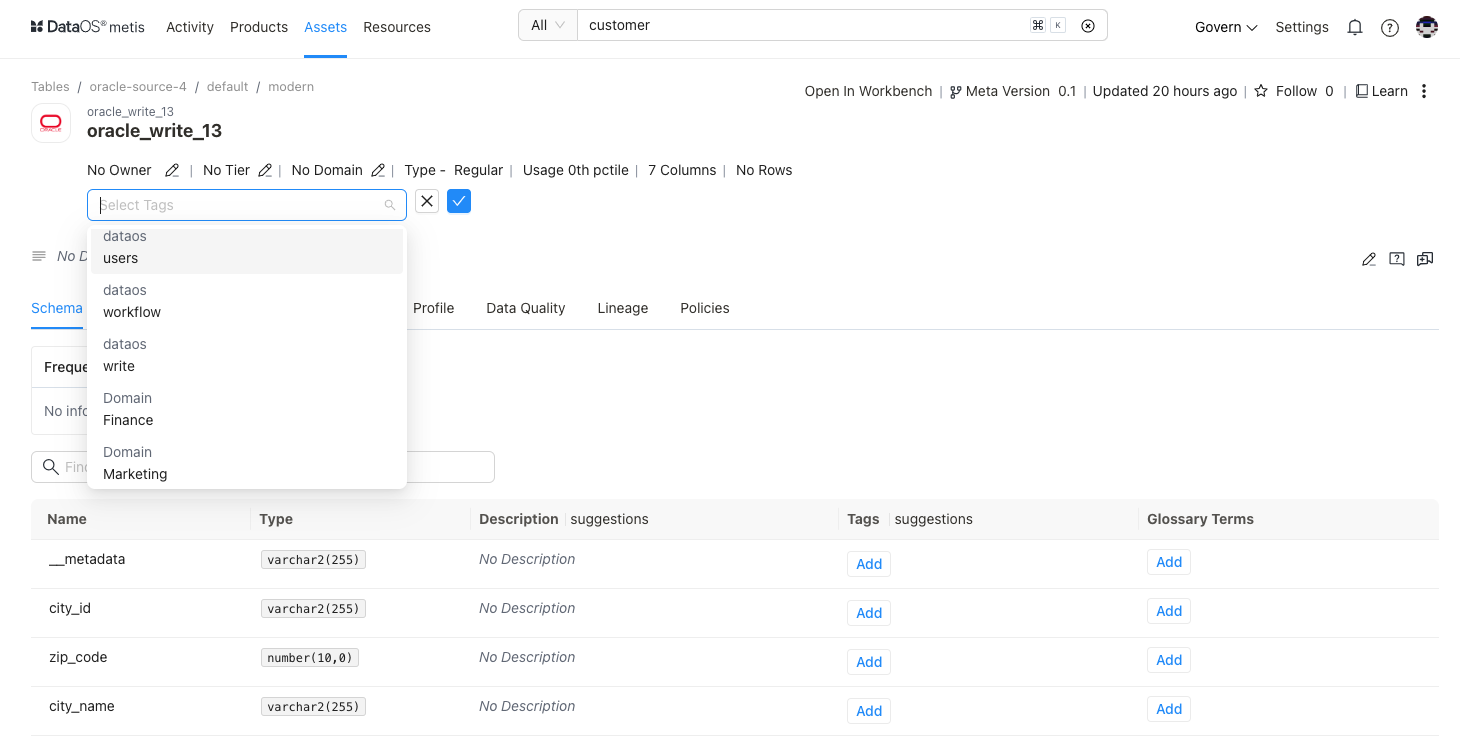 DataOS® metis Activity Products Assets Resources All customer ⌘ K Govern Settings
Tables / oracle-source-4 / default / modern
Open In Workbench | Meta Version 0.1 | Updated 20 hours ago | Follow 0 | Learn
ORACLE
oracle_write_13
oracle_write_13
No Owner | No Tier | No Domain | Type - Regular | Usage 0th pctile | 7 Columns | No Rows
Select Tags
dataos
users
dataos
workflow
dataos
write
Domain
Finance
Domain
Marketing
No D
Schema Profile Data Quality Lineage Policies
Freque
No info
Find
Name Type Description suggestions Tags suggestions Glossary Terms
__metadata varchar2(255) No Description Add Add
city_id varchar2(255) No Description Add Add
zip_code number(10,0) No Description Add Add
city_name varchar2(255) No Description Add Add